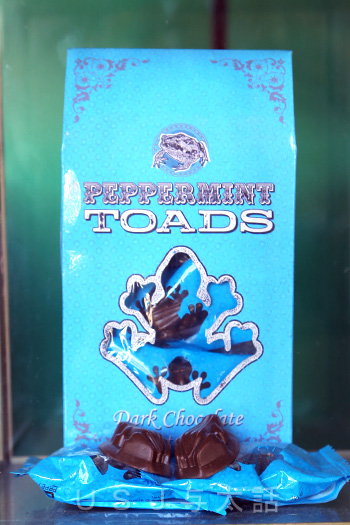 PEPPERMINT
TOADS
Dark Chocolate
USJ与太話